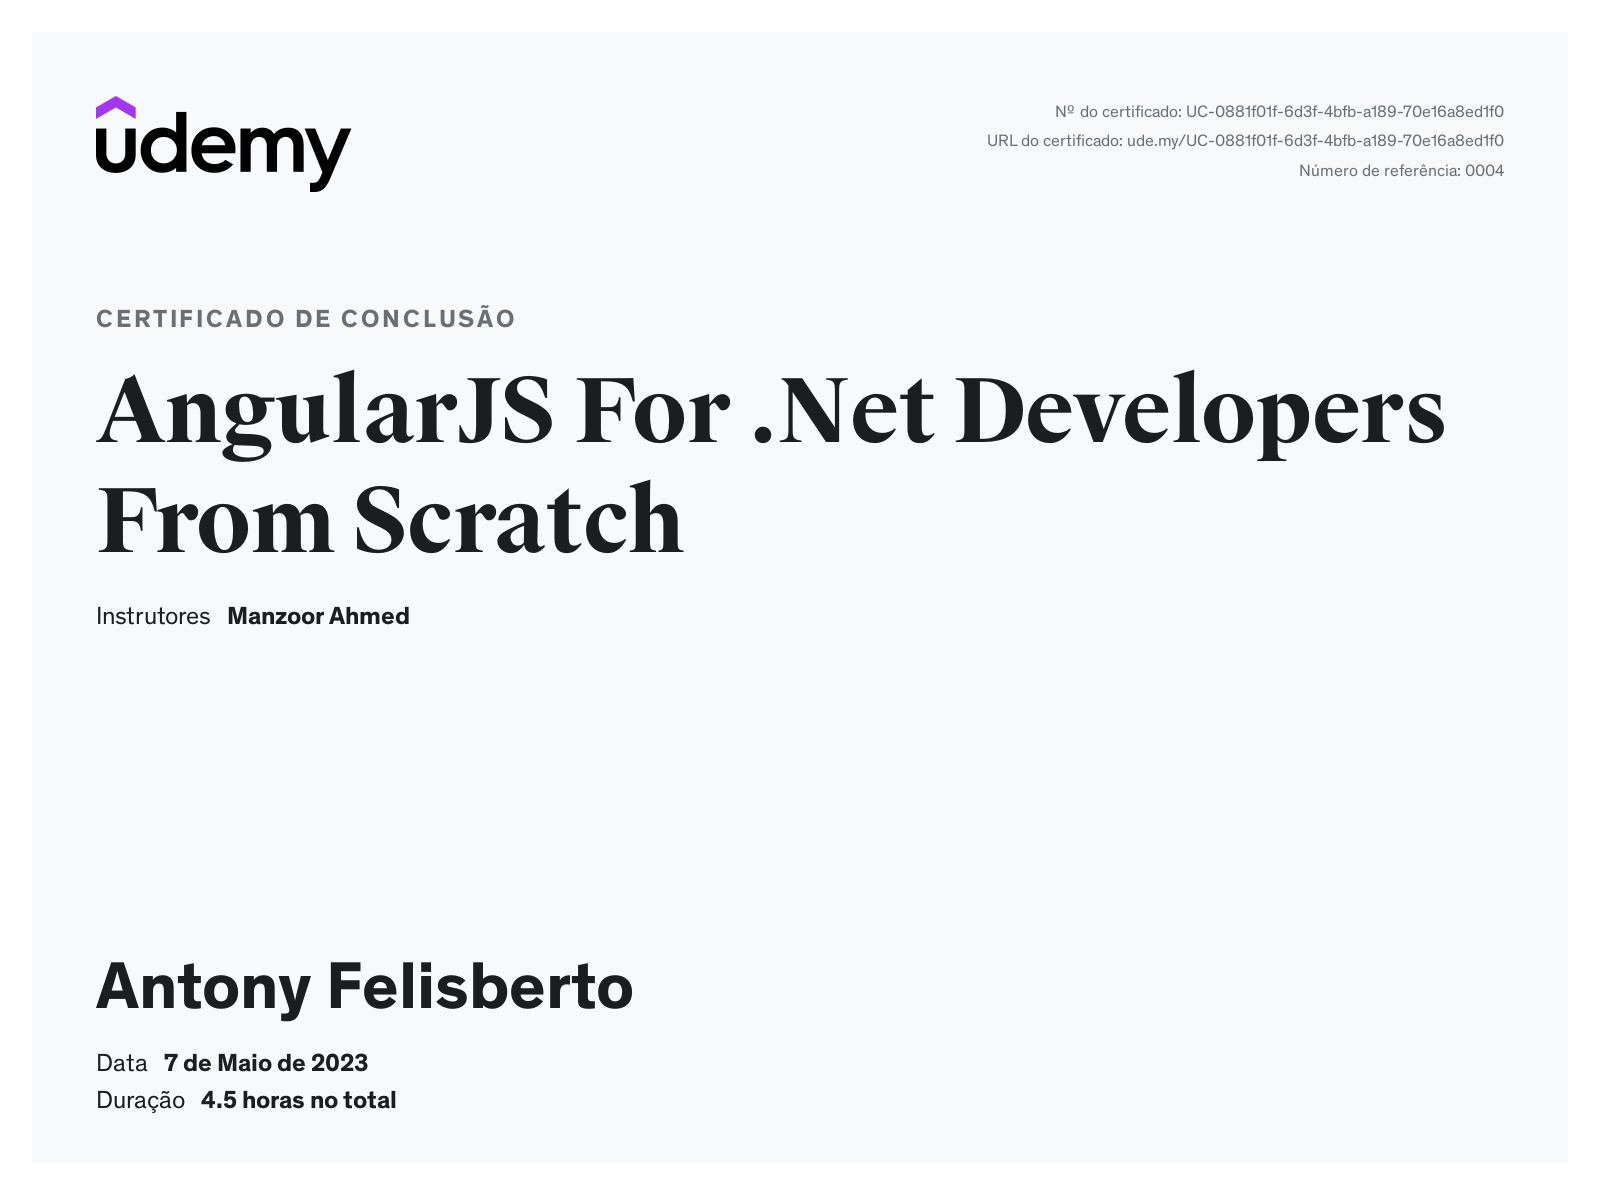 udemy
Nº do certificado: UC-0881f01f-6d3f-4bfb-a189-70e16a8ed1f0
URL do certificado: ude.my/UC-0881f01f-6d3f-4bfb-a189-70e16a8ed1f0
Número de referência: 0004
CERTIFICADO DE CONCLUSÃO
AngularJS For .Net Developers
From Scratch
Instrutores Manzoor Ahmed
Antony Felisberto
Data 7 de Maio de 2023
Duração 4.5 horas no total